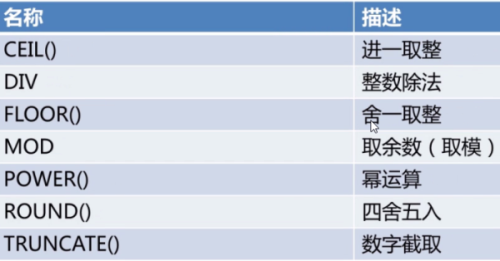 名称 描述
CEIL() 进一取整
DIV 整数除法
FLOOR() 舍一取整
MOD 取余数（取模）
POWER() 幂运算
ROUND() 四舍五入
TRUNCATE() 数字截取